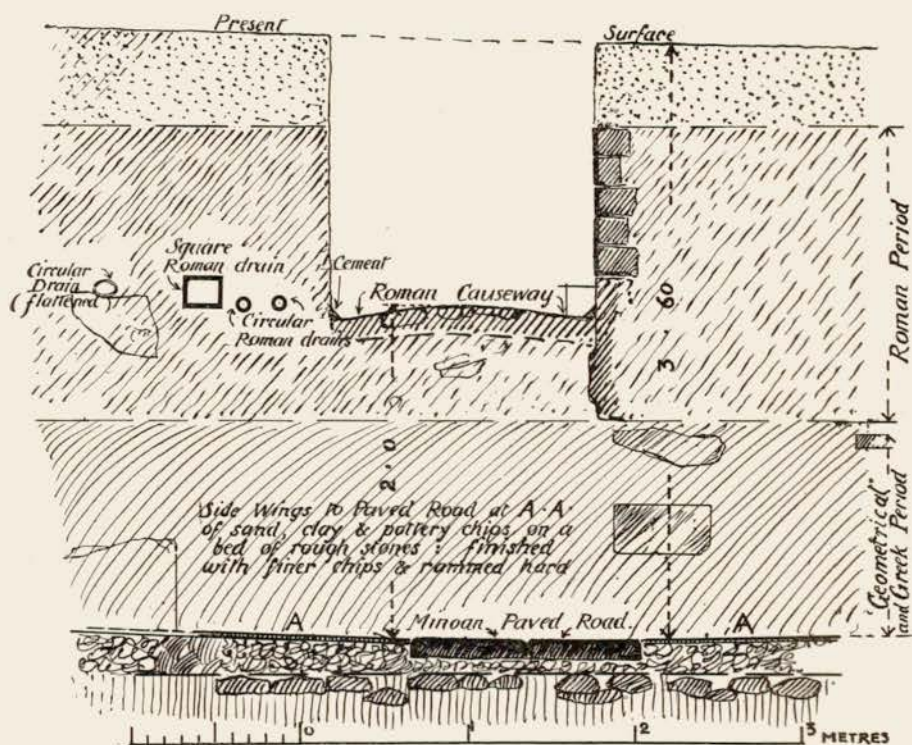 Present
Surface
Circular
Drain
(flattened
Square
Roman drain
Cement
Roman Causeway
Circular
Roman drains
3 60
Roman Period
2.0
Side Wings to Paved Road at A·A
of sand, clay & pottery chips on a
bed of rough stones : finished
with finer chips & rammed hard
"Geometrical"
and Greek Period
A
Minoan Paved Road.
A
0 1 2 3 METRES